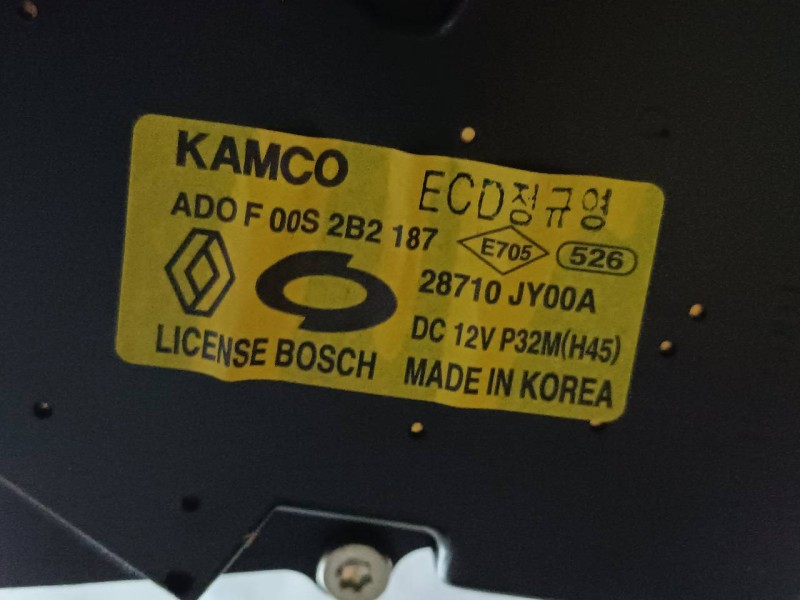 KAMCO
ECD정규영
ADO F 00S 2B2 187
E705
526
28710 JY00A
DC 12V P32M(H45)
LICENSE BOSCH
MADE IN KOREA